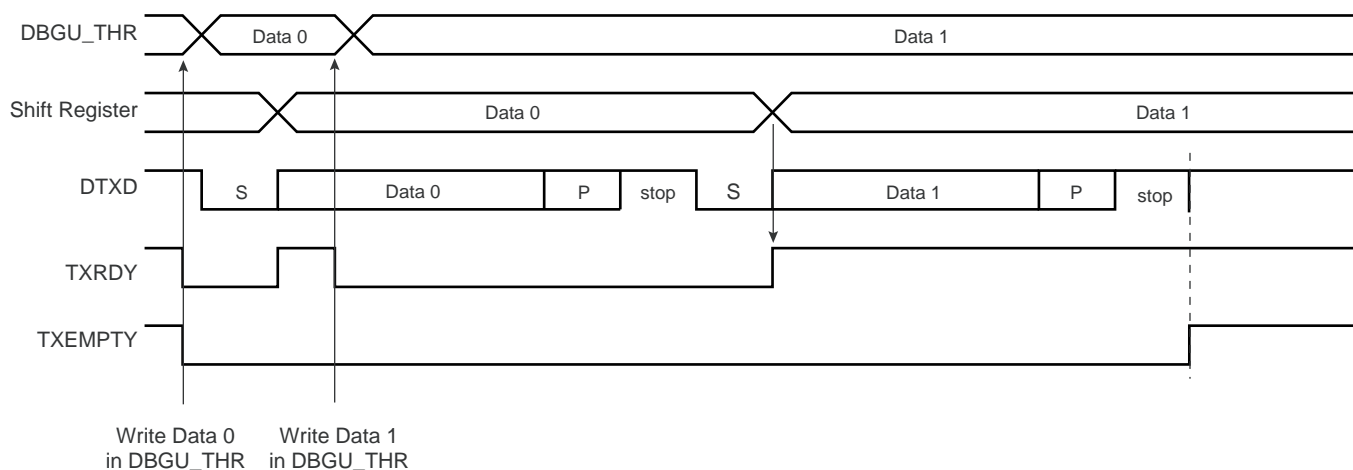 DBGU_THR
Data 0
Data 1
Shift Register
Data 0
Data 1
DTXD
S
Data 0
P
stop
S
Data 1
P
stop
TXRDY
TXEMPTY
Write Data 0
in DBGU_THR
Write Data 1
in DBGU_THR